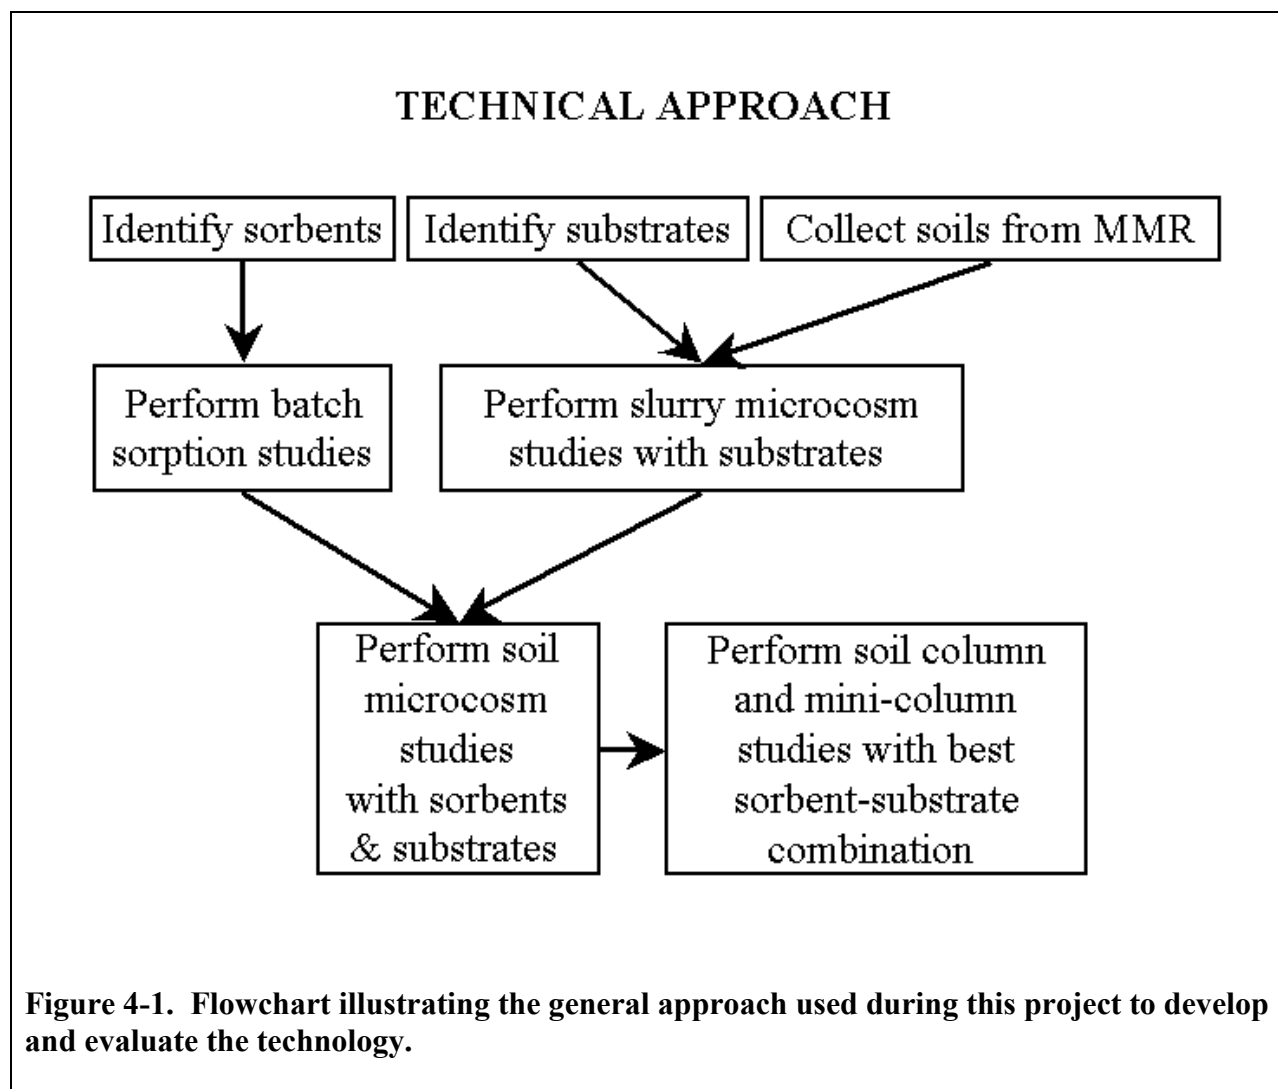 TECHNICAL APPROACH
Identify sorbents
Identify substrates
Collect soils from MMR
Perform batch
sorption studies
Perform slurry microcosm
studies with substrates
Perform soil
microcosm
studies
with sorbents
& substrates
Perform soil column
and mini-column
studies with best
sorbent-substrate
combination
Figure 4-1.  Flowchart illustrating the general approach used during this project to develop
and evaluate the technology.